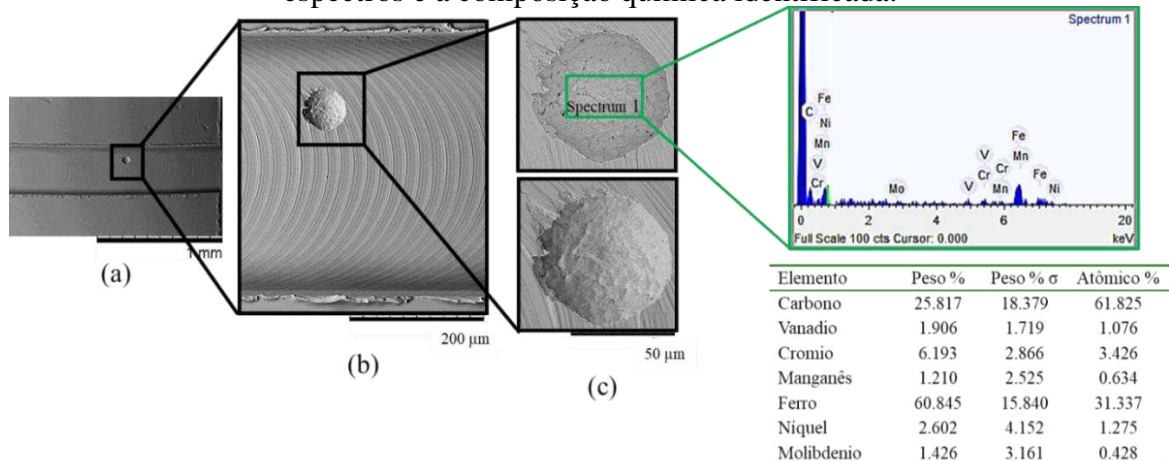 espectros e a composição química identificada.
Spectrum 1
Spectrum 1
C
Fe
Ni
Mn
V
Cr
Mo
V
V
Cr
Cr
Mn
Fe
Mn
Fe
Ni
0 2 4 6 20
Full Scale 100 cts Cursor: 0.000 keV
1 mm
200 µm
50 µm
(a)
(b)
(c)
Elemento Peso % Peso % σ Atômico %
Carbono 25.817 18.379 61.825
Vanadio 1.906 1.719 1.076
Cromio 6.193 2.866 3.426
Manganês 1.210 2.525 0.634
Ferro 60.845 15.840 31.337
Níquel 2.602 4.152 1.275
Molibdenio 1.426 3.161 0.428